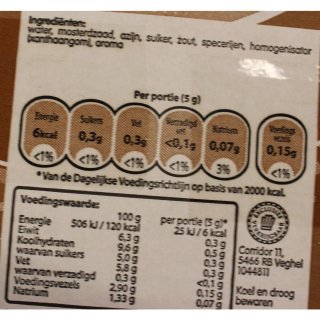 Ingrediënten:
water, mosterdzaad, azijn, suiker, zout, specerijen, homogenisator
(xanthaangom), aroma
Per portie (5 g)
Energie Suikers Vet Verzadigd vet Natrium Voedingsvezels
6kcal 0,3g 0,3g <0,1g 0,07g 0,15g
<1% <1% <1% <1% 3% <1%
*Van de Dagelijkse Voedingsrichtlijn op basis van 2000 kcal.
Voedingswaarde:
100 g per portie (5 g)*
Energie 506 kJ / 120 kcal 25 kJ / 6 kcal
Eiwit 6,3 g 0,3 g
Koolhydraten 9,6 g 0,5 g
waarvan suikers 5,0 g 0,3 g
Vet 5,8 g 0,3 g
waarvan verzadigd 0,3 g <0,1 g
Voedingsvezels 2,90 g 0,15 g
Natrium 1,33 g 0,07 g
Corridor 11,
5466 RB Veghel
1044811
Koel en droog
bewaren